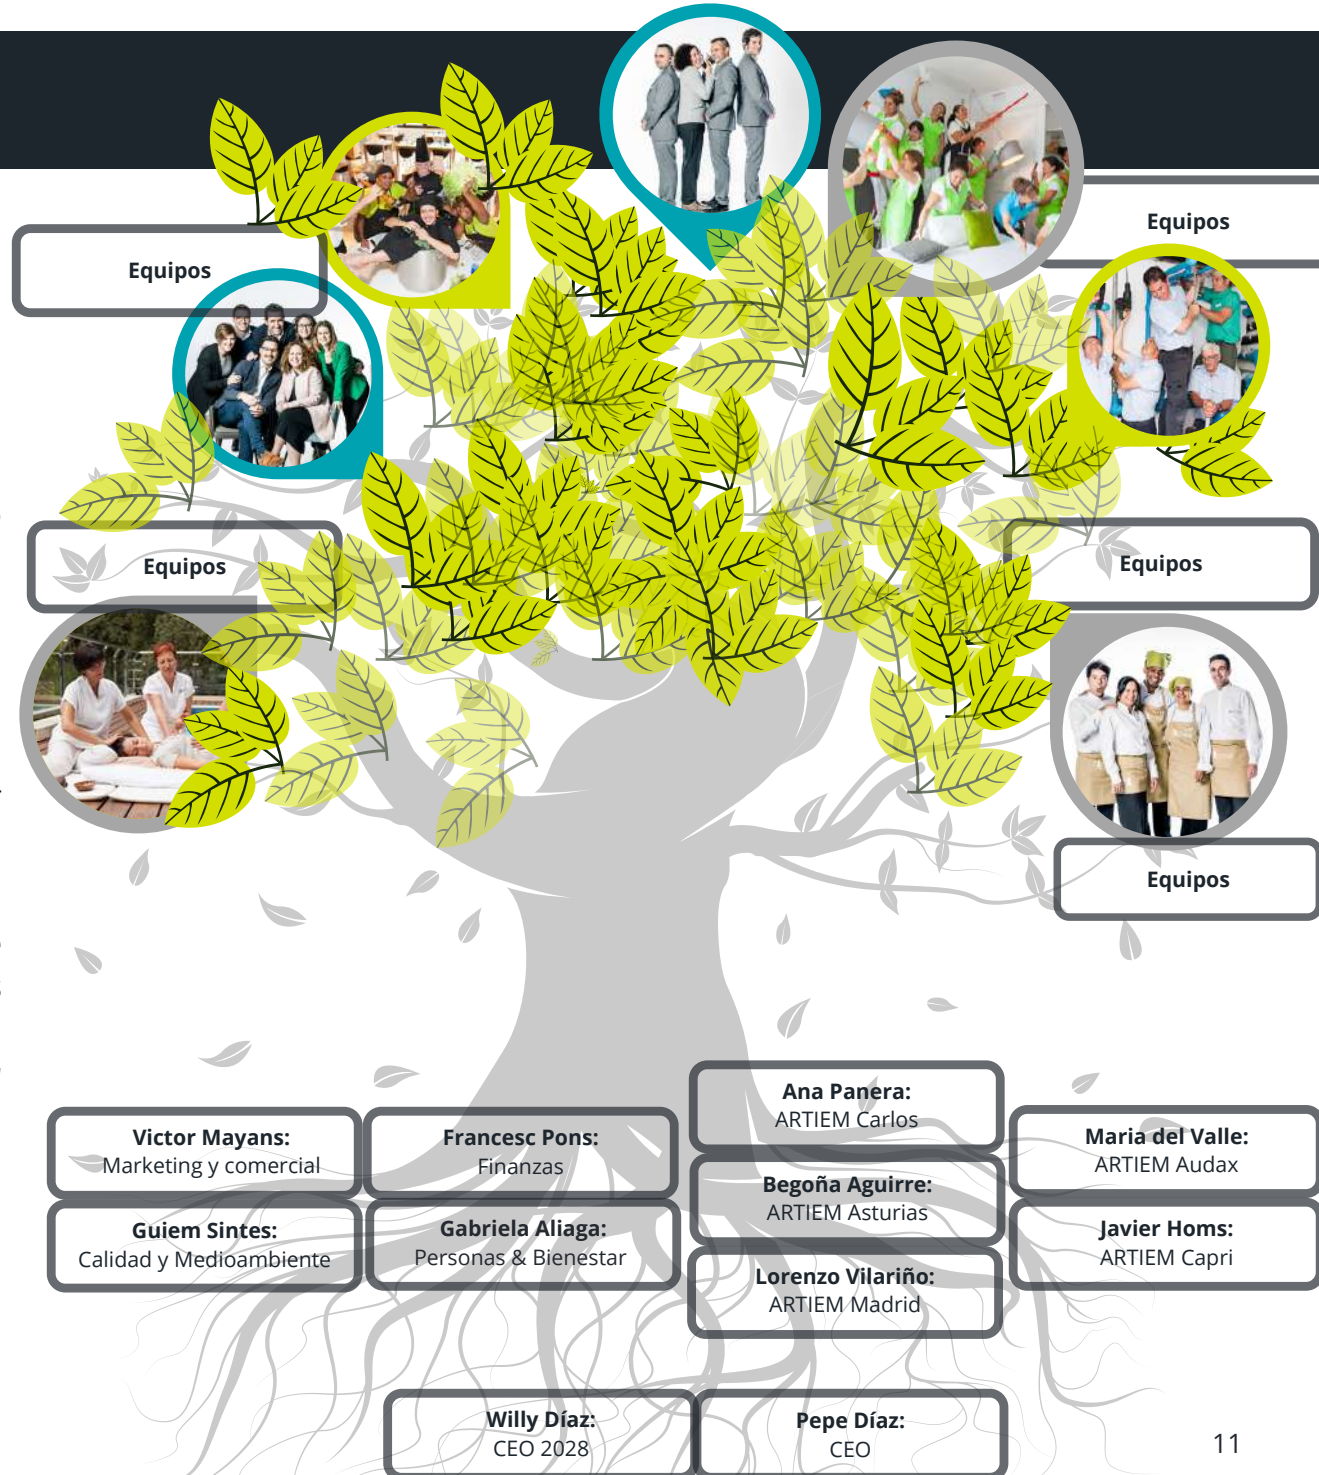 Equipos
Equipos
Equipos
Equipos
Equipos
Ana Panera:
ARTIEM Carlos
Victor Mayans:
Marketing y comercial
Francesc Pons:
Finanzas
Maria del Valle:
ARTIEM Audax
Begoña Aguirre:
ARTIEM Asturias
Guiem Sintes:
Calidad y Medioambiente
Gabriela Aliaga:
Personas & Bienestar
Javier Homs:
ARTIEM Capri
Lorenzo Vilariño:
ARTIEM Madrid
Willy Díaz:
CEO 2028
Pepe Díaz:
CEO
11